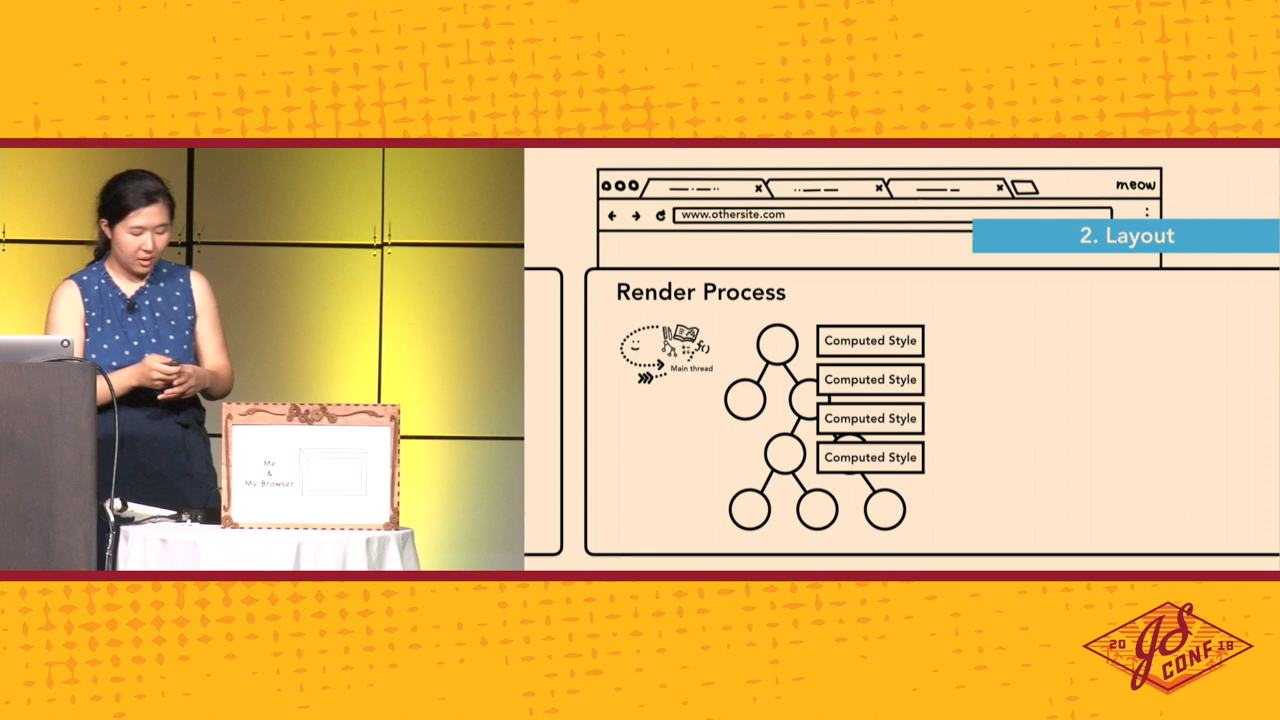 Me
&
My Browser
meow
www.othersite.com
2. Layout
Render Process
f()
Main thread
Computed Style
Computed Style
Computed Style
Computed Style
20 JS 18
CONF